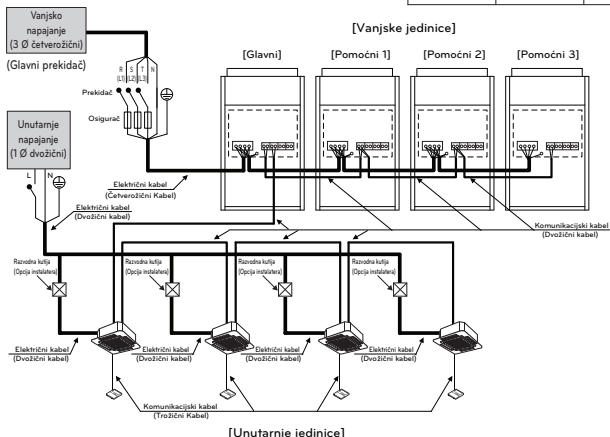 Vanjsko
napajanje
(3 Ø četverožični)
(Glavni prekidač)
[Vanjske jedinice]
[Glavni]
[Pomoćni 1]
[Pomoćni 2]
[Pomoćni 3]
R S T N
(L1) (L2) (L3)
Prekidač
Osigurač
Unutarnje
napajanje
(1 Ø dvožični)
L N
Električni kabel
(Četverožični Kabel)
Električni kabel
(Dvožični kabel)
Komunikacijski kabel
(Dvožični kabel)
Razvodna kutija
(Opcija instalatera)
Razvodna kutija
(Opcija instalatera)
Razvodna kutija
(Opcija instalatera)
Razvodna kutija
(Opcija instalatera)
Električni kabel
(Dvožični kabel)
Električni kabel
(Dvožični kabel)
Električni kabel
(Dvožični kabel)
Električni kabel
(Dvožični kabel)
Komunikacijski kabel
(Trožični Kabel)
[Unutarnje jedinice]